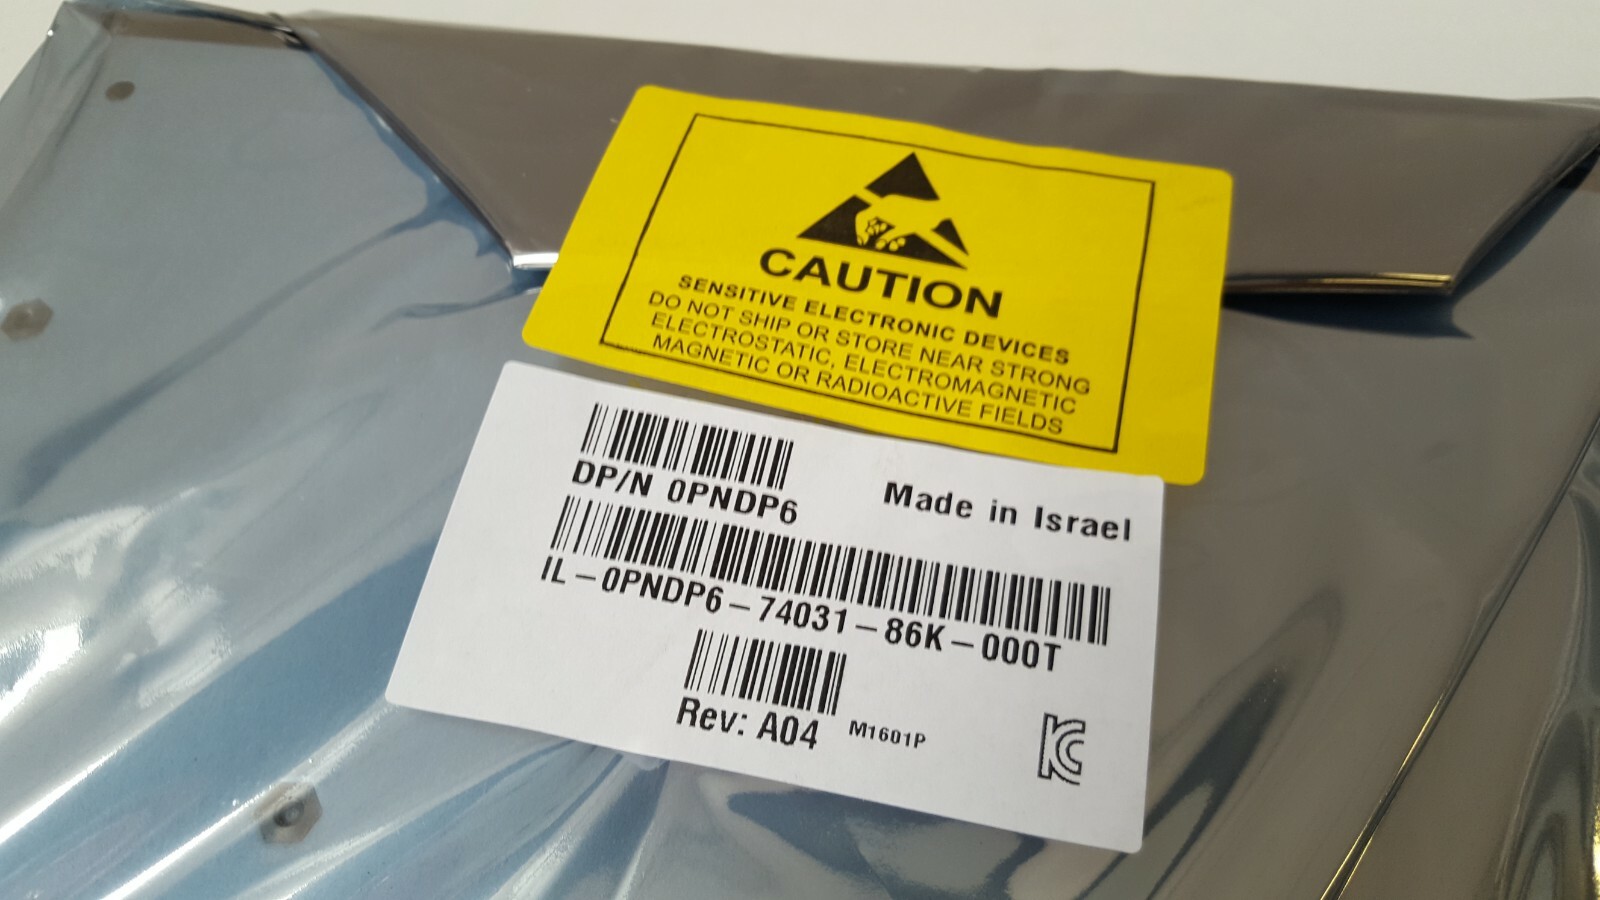 CAUTION
SENSITIVE ELECTRONIC DEVICES
DO NOT SHIP OR STORE NEAR STRONG
ELECTROSTATIC, ELECTROMAGNETIC
MAGNETIC OR RADIOACTIVE FIELDS
DP/N 0PNDP6
Made in Israel
IL-0PNDP6-74031-86K-000T
Rev: A04
M1601P